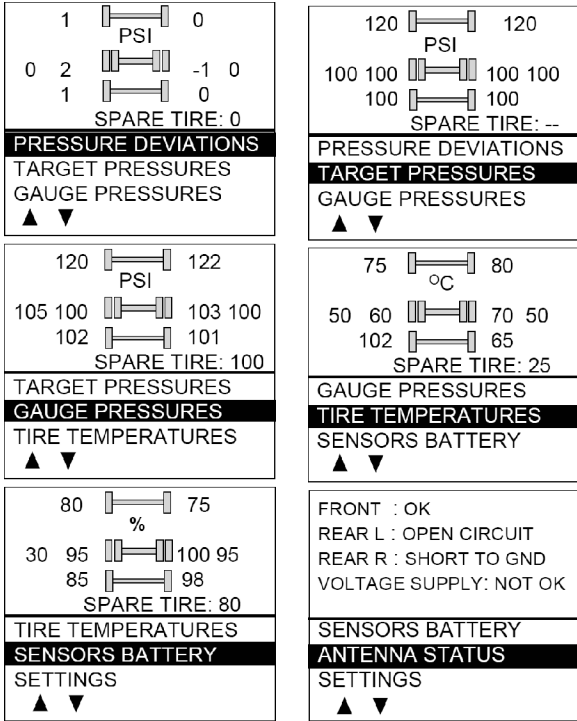 1 0
PSI
0 2 -1 0
1 0
SPARE TIRE: 0
PRESSURE DEVIATIONS
TARGET PRESSURES
GAUGE PRESSURES
120 120
PSI
100 100 100 100
100 100
SPARE TIRE: --
PRESSURE DEVIATIONS
TARGET PRESSURES
GAUGE PRESSURES
120 122
PSI
105 100 103 100
102 101
SPARE TIRE: 100
TARGET PRESSURES
GAUGE PRESSURES
TIRE TEMPERATURES
75 80
°C
50 60 70 50
102 65
SPARE TIRE: 25
GAUGE PRESSURES
TIRE TEMPERATURES
SENSORS BATTERY
80 75
%
30 95 100 95
85 98
SPARE TIRE: 80
TIRE TEMPERATURES
SENSORS BATTERY
SETTINGS
FRONT : OK
REAR L : OPEN CIRCUIT
REAR R : SHORT TO GND
VOLTAGE SUPPLY: NOT OK
SENSORS BATTERY
ANTENNA STATUS
SETTINGS